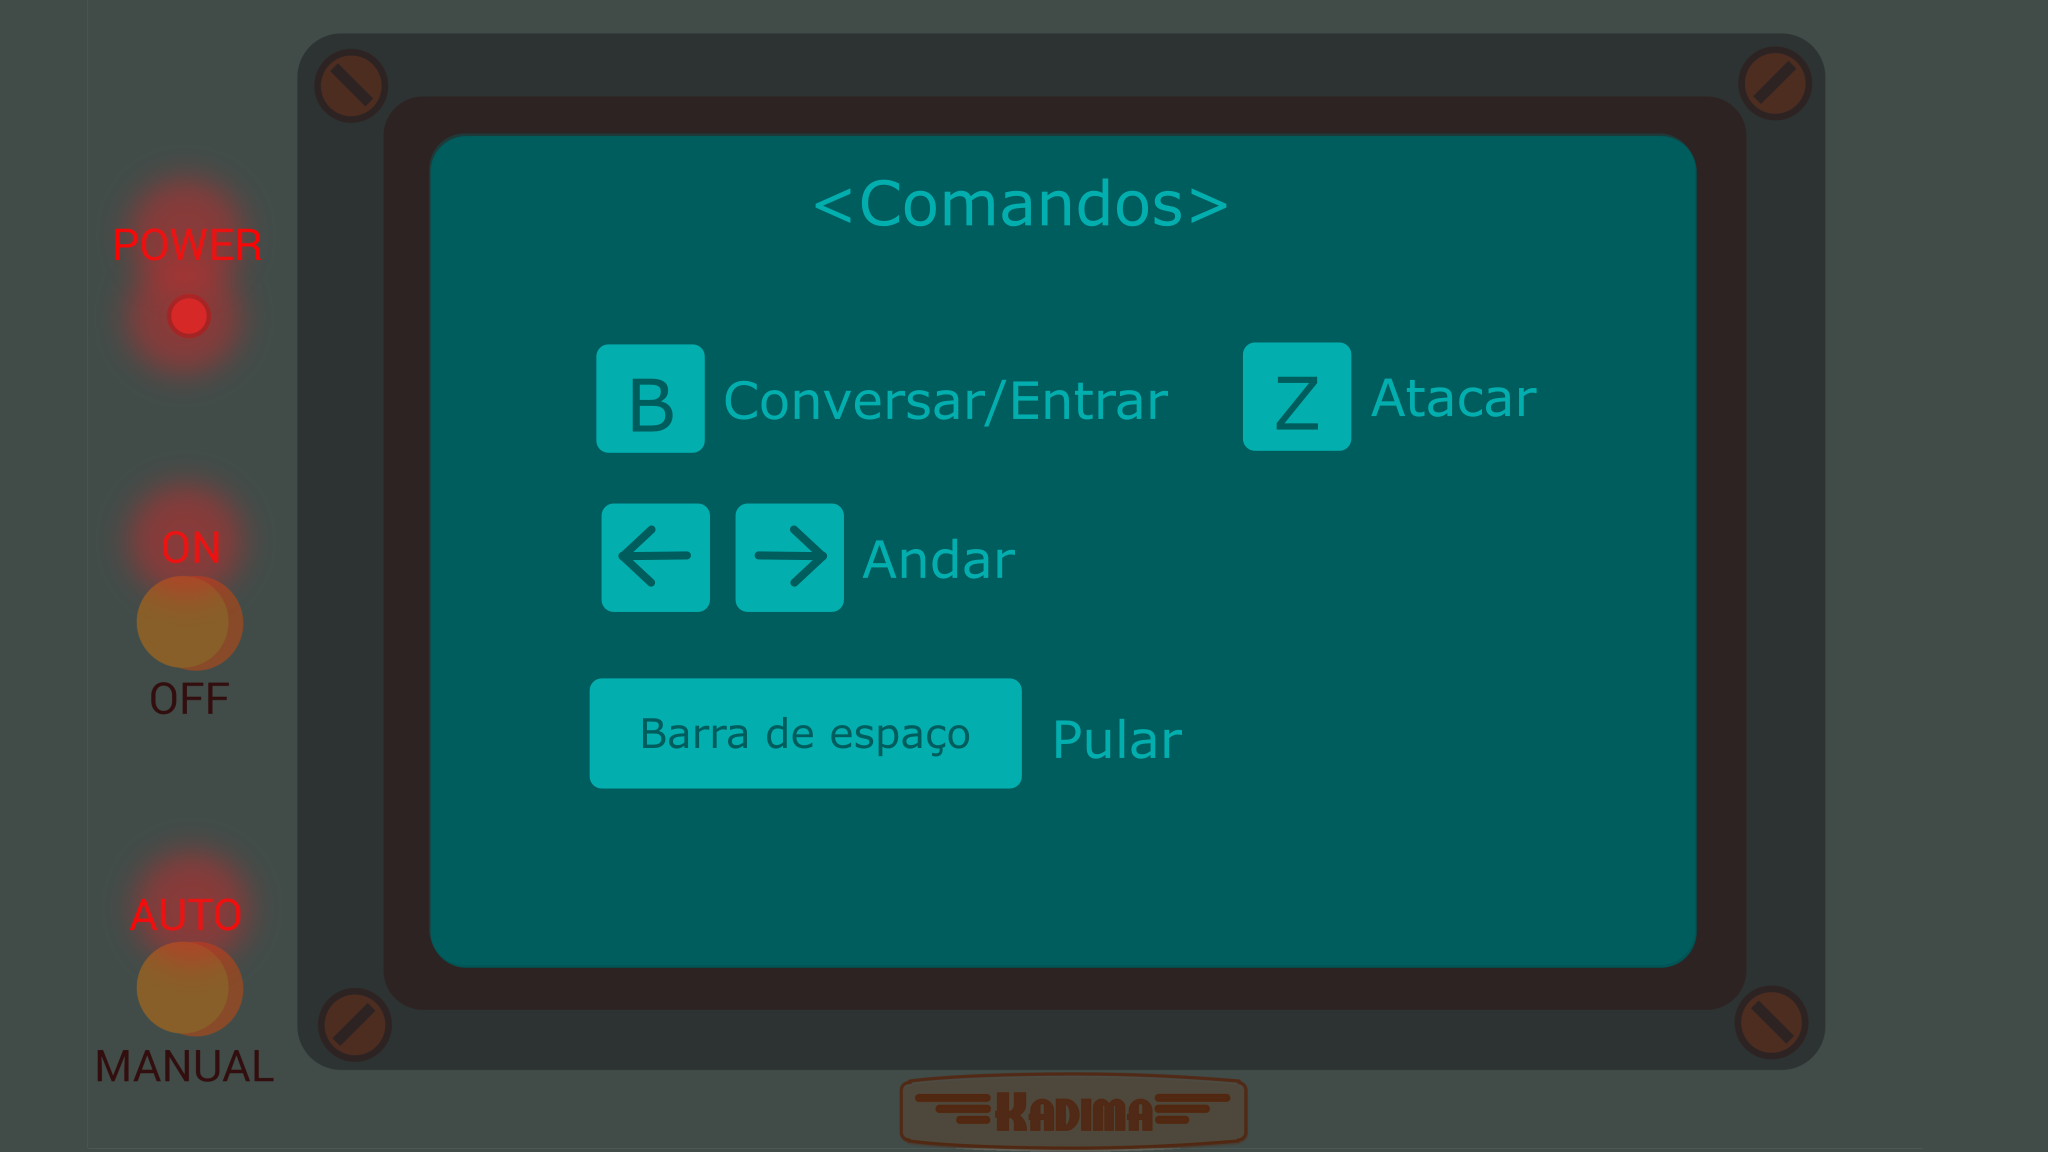 <Comandos>
POWER
B Conversar/Entrar
Z Atacar
ON
← → Andar
OFF
Barra de espaço Pular
AUTO
MANUAL
KADIMA